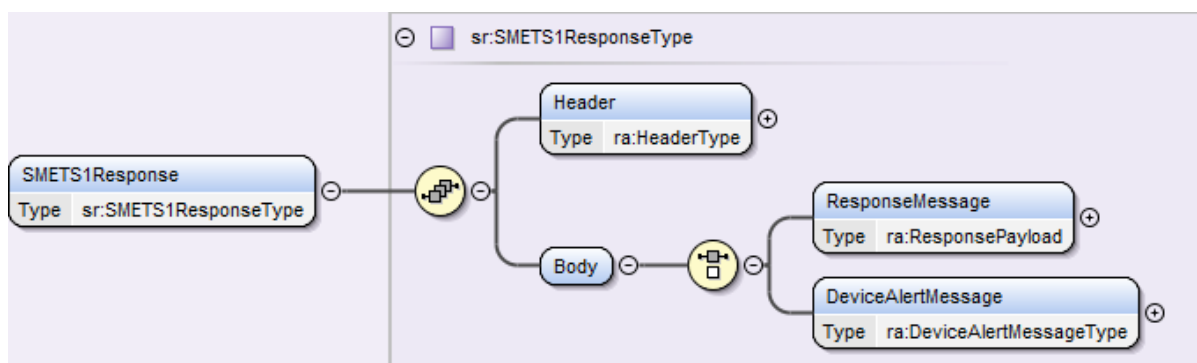 sr:SMETS1ResponseType
Header
Type ra:HeaderType
SMETS1Response
Type sr:SMETS1ResponseType
ResponseMessage
Type ra:ResponsePayload
Body
DeviceAlertMessage
Type ra:DeviceAlertMessageType